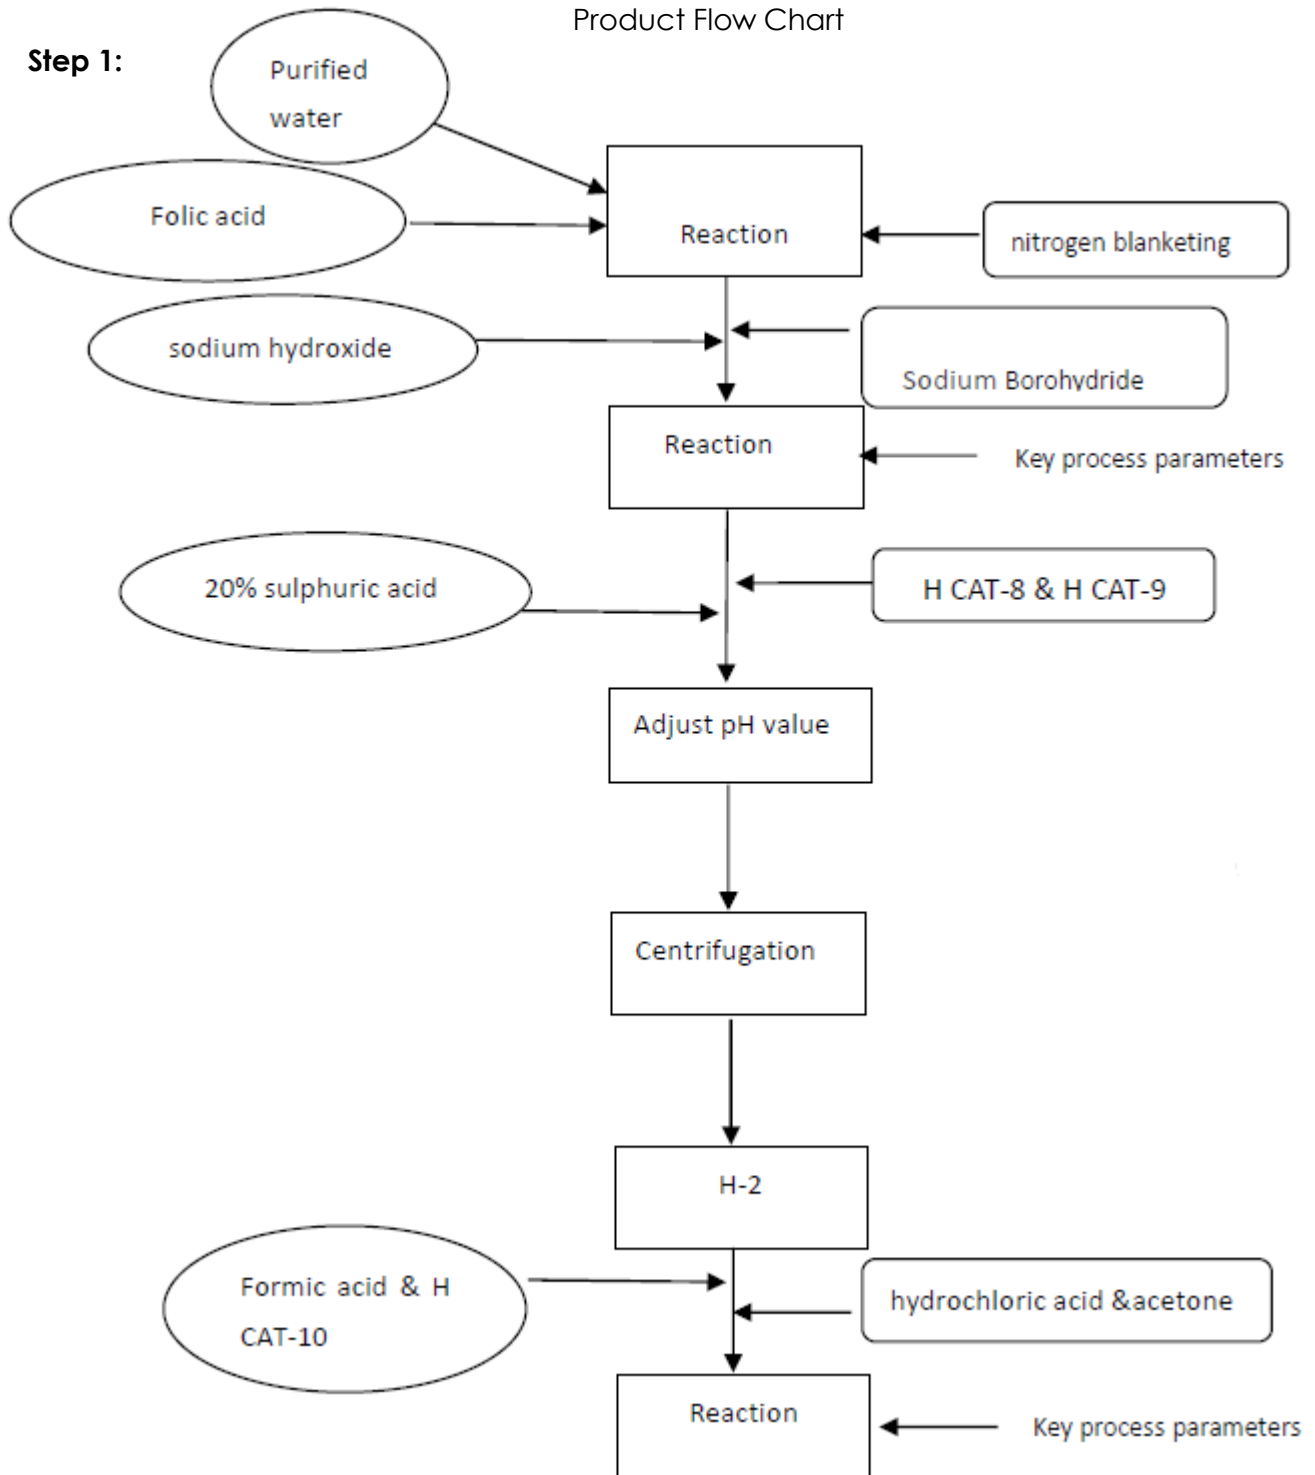 Product Flow Chart
Step 1:
Purified
water
Folic acid
Reaction
nitrogen blanketing
sodium hydroxide
Sodium Borohydride
Reaction
Key process parameters
20% sulphuric acid
H CAT-8 & H CAT-9
Adjust pH value
Centrifugation
H-2
Formic acid & H
CAT-10
hydrochloric acid &acetone
Reaction
Key process parameters